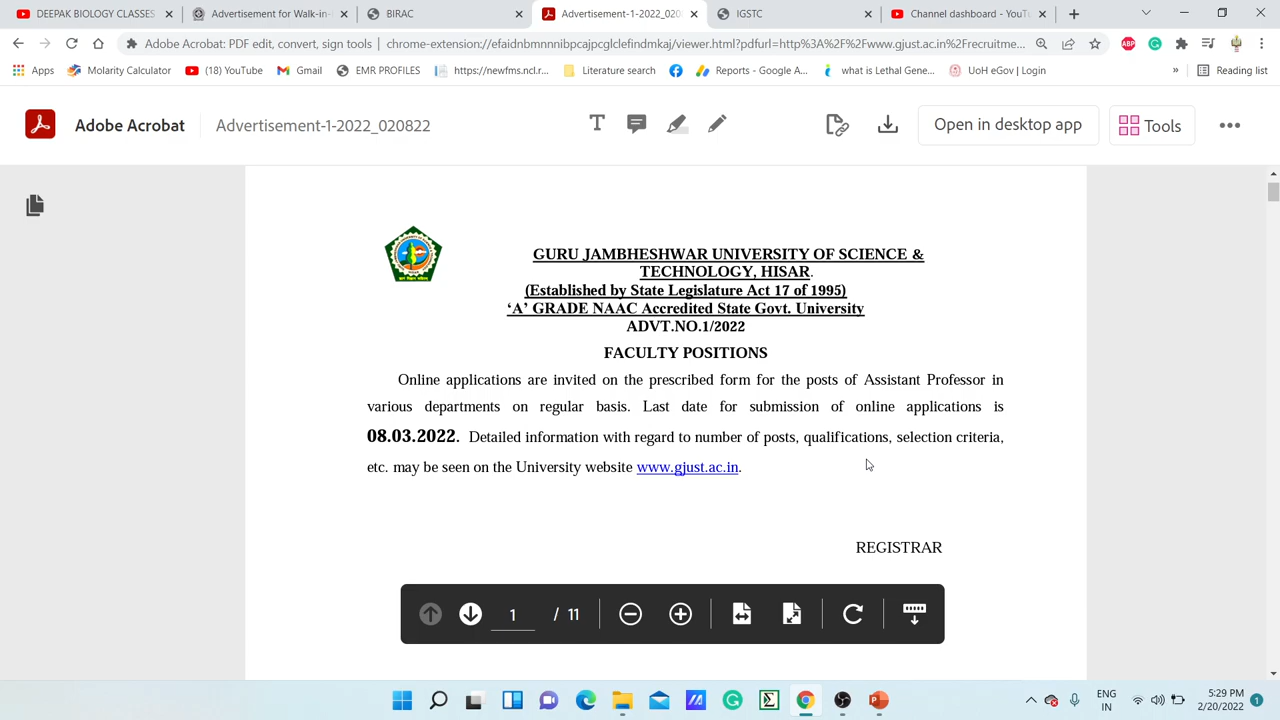 DEEPAK BIOLOGY CLASSES
Advertisement for Walk-in-I
BIRAC
Advertisement-1-2022_020
IGSTC
Channel dashboard - YouTu
Adobe Acrobat: PDF edit, convert, sign tools | chrome-extension://efaidnbmnnnibpcajpcglclefindmkaj/viewer.html?pdfurl=http%3A%2F%2Fwww.gjust.ac.in%2Frecruitme...
Apps
Molarity Calculator
(18) YouTube
Gmail
EMR PROFILES
https://newfms.ncl.r...
Literature search
Reports - Google A...
what is Lethal Gene...
UoH eGov | Login
»
Reading list
Adobe Acrobat
Advertisement-1-2022_020822
Open in desktop app
Tools
GURU JAMBHESHWAR UNIVERSITY OF SCIENCE &
TECHNOLOGY, HISAR.
(Established by State Legislature Act 17 of 1995)
‘A’ GRADE NAAC Accredited State Govt. University
ADVT.NO.1/2022
FACULTY POSITIONS
Online applications are invited on the prescribed form for the posts of Assistant Professor in
various departments on regular basis. Last date for submission of online applications is
08.03.2022. Detailed information with regard to number of posts, qualifications, selection criteria,
etc. may be seen on the University website www.gjust.ac.in.
REGISTRAR
1 / 11
ENG
IN
5:29 PM
2/20/2022
1